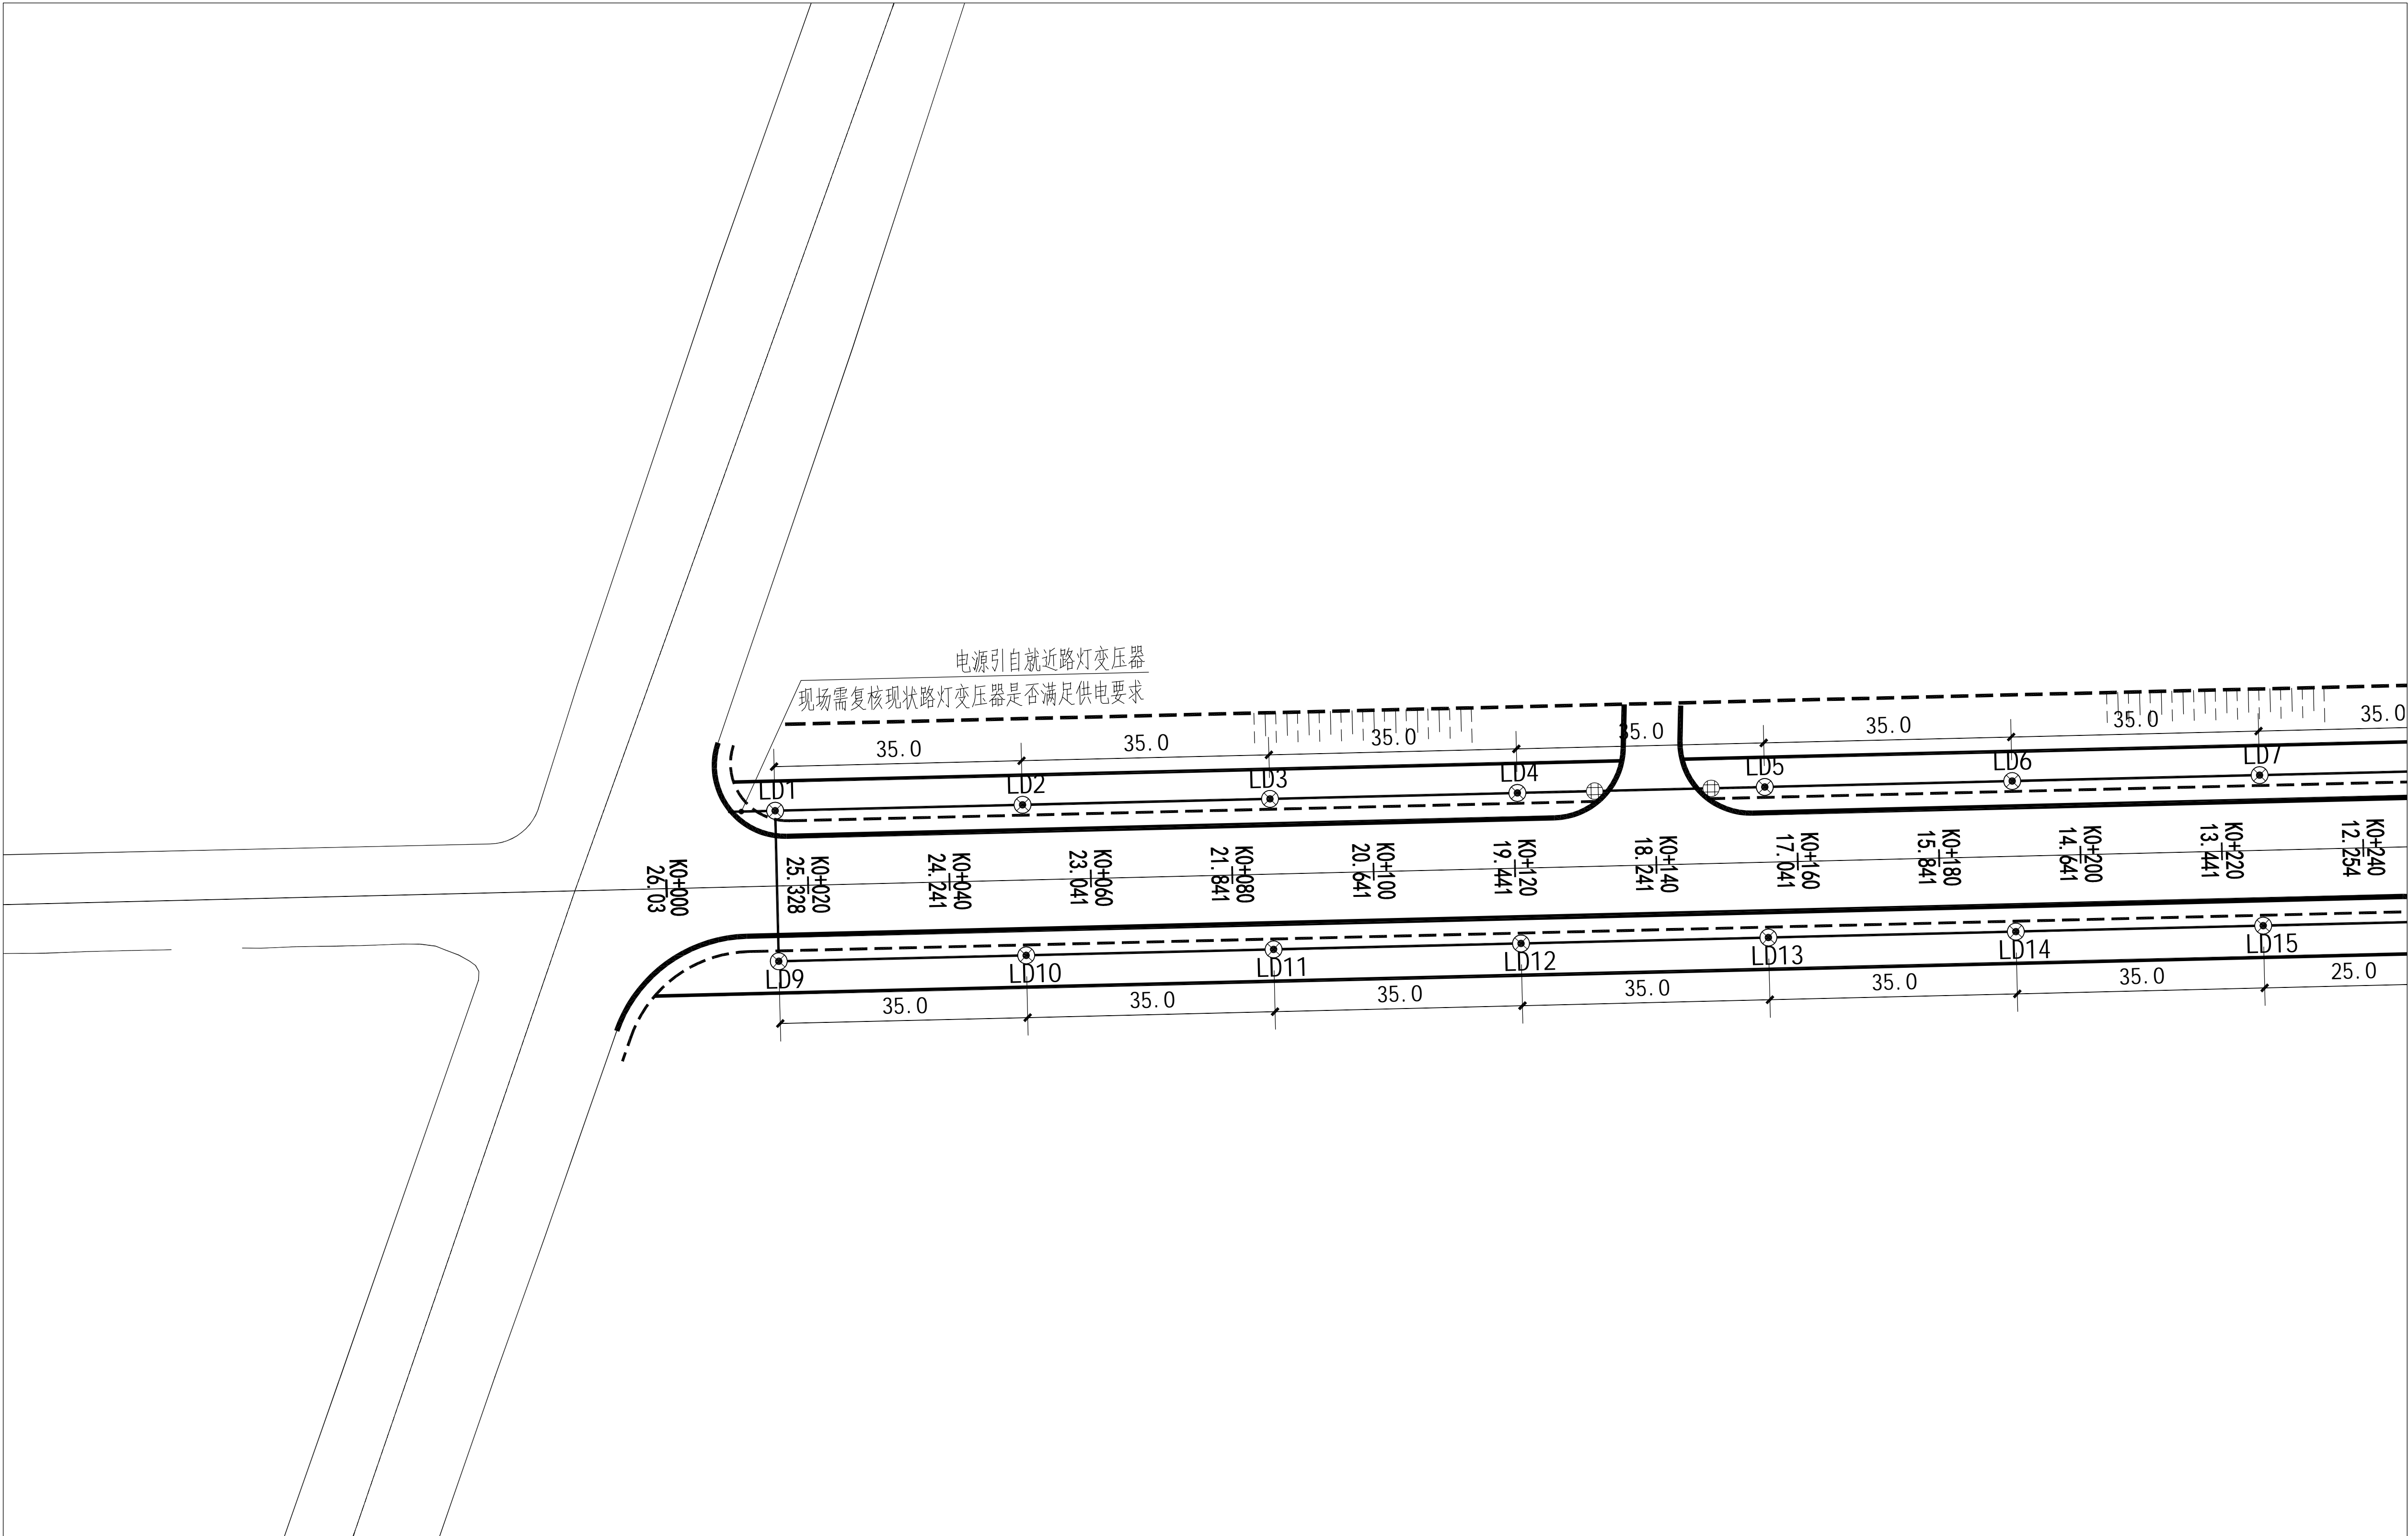 电源引自就近路灯变压器
现场需复核现状路灯变压器是否满足供电要求
35.0
35.0
35.0
35.0
35.0
35.0
35.0
LD1
LD2
LD3
LD4
LD5
LD6
LD7
K0+000
26.03
K0+020
25.328
K0+040
24.241
K0+060
23.041
K0+080
21.841
K0+100
20.641
K0+120
19.441
K0+140
18.241
K0+160
17.041
K0+180
15.841
K0+200
14.641
K0+220
13.441
K0+240
12.254
LD9
LD10
LD11
LD12
LD13
LD14
LD15
35.0
35.0
35.0
35.0
35.0
35.0
25.0